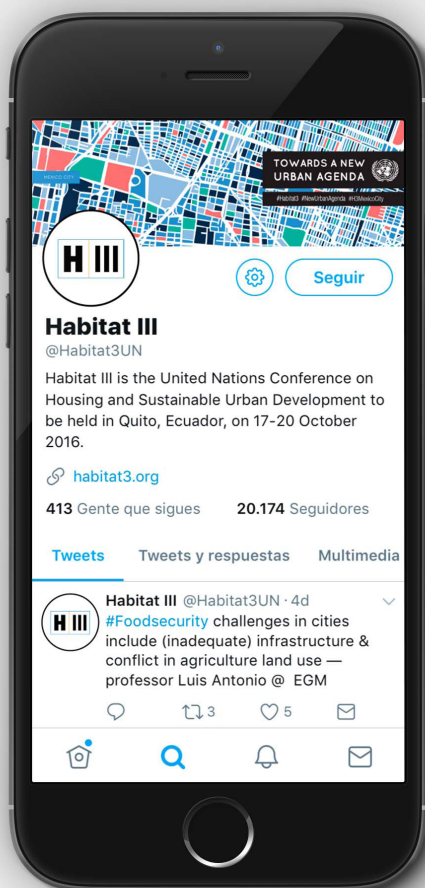 TOWARDS A NEW
URBAN AGENDA
MEXICO CITY
#Habitat3 #NewUrbanAgenda #H3MexicoCity
H III
Seguir
Habitat III
@Habitat3UN
Habitat III is the United Nations Conference on
Housing and Sustainable Urban Development to
be held in Quito, Ecuador, on 17-20 October
2016.
habitat3.org
413 Gente que sigues 20.174 Seguidores
Tweets Tweets y respuestas Multimedia
H III
Habitat III @Habitat3UN · 4d
#Foodsecurity challenges in cities
include (inadequate) infrastructure &
conflict in agriculture land use —
professor Luis Antonio @ EGM
3 5